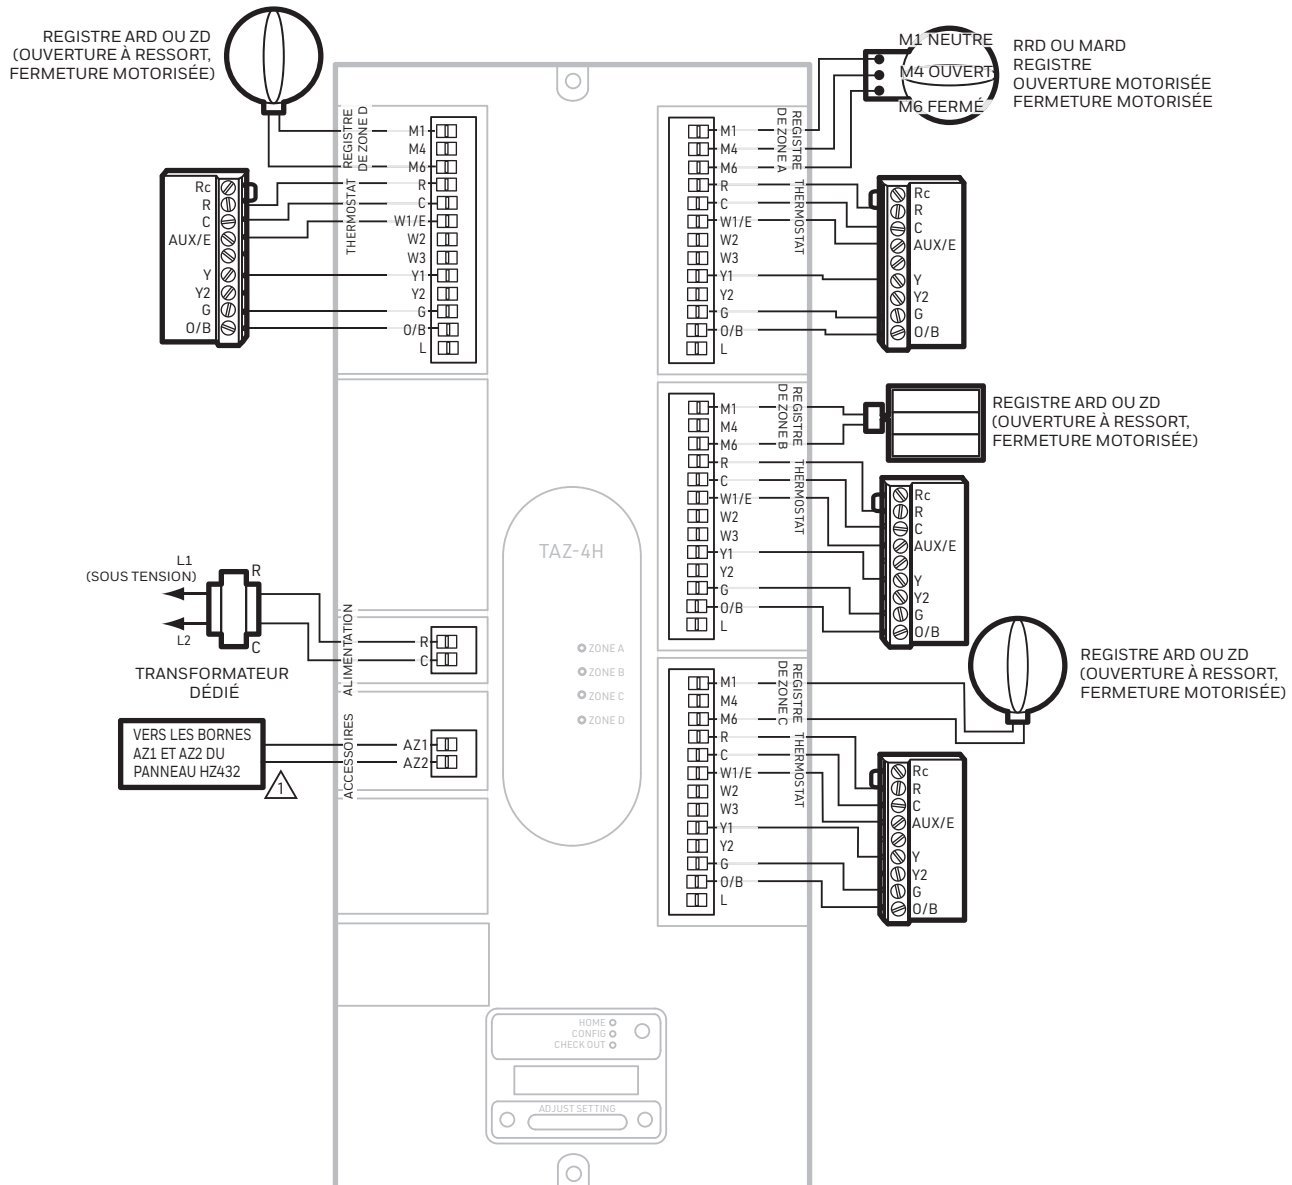 REGISTRE ARD OU ZD
(OUVERTURE À RESSORT,
FERMETURE MOTORISÉE)
M1 NEUTRE
M4 OUVERT
M6 FERMÉ
RRD OU MARD
REGISTRE
OUVERTURE MOTORISÉE
FERMETURE MOTORISÉE
REGISTRE
DE ZONE D
THERMOSTAT
M1
M4
M6
R
C
W1/E
W2
W3
Y1
Y2
G
O/B
L
Rc
R
C
AUX/E
Y
Y2
G
O/B
REGISTRE
DE ZONE A
THERMOSTAT
M1
M4
M6
R
C
W1/E
W2
W3
Y1
Y2
G
O/B
L
Rc
R
C
AUX/E
Y
Y2
G
O/B
REGISTRE
DE ZONE B
THERMOSTAT
M1
M4
M6
R
C
W1/E
W2
W3
Y1
Y2
G
O/B
L
REGISTRE ARD OU ZD
(OUVERTURE À RESSORT,
FERMETURE MOTORISÉE)
Rc
R
C
AUX/E
Y
Y2
G
O/B
TAZ-4H
ZONE A
ZONE B
ZONE C
ZONE D
L1
(SOUS TENSION)
L2
R
C
TRANSFORMATEUR
DÉDIÉ
ALIMENTATION
R
C
VERS LES BORNES
AZ1 ET AZ2 DU
PANNEAU HZ432
1
ACCESSOIRES
AZ1
AZ2
REGISTRE
DE ZONE C
THERMOSTAT
M1
M4
M6
R
C
W1/E
W2
W3
Y1
Y2
G
O/B
L
REGISTRE ARD OU ZD
(OUVERTURE À RESSORT,
FERMETURE MOTORISÉE)
Rc
R
C
AUX/E
Y
Y2
G
O/B
HOME
CONFIG
CHECK OUT
ADJUST SETTING